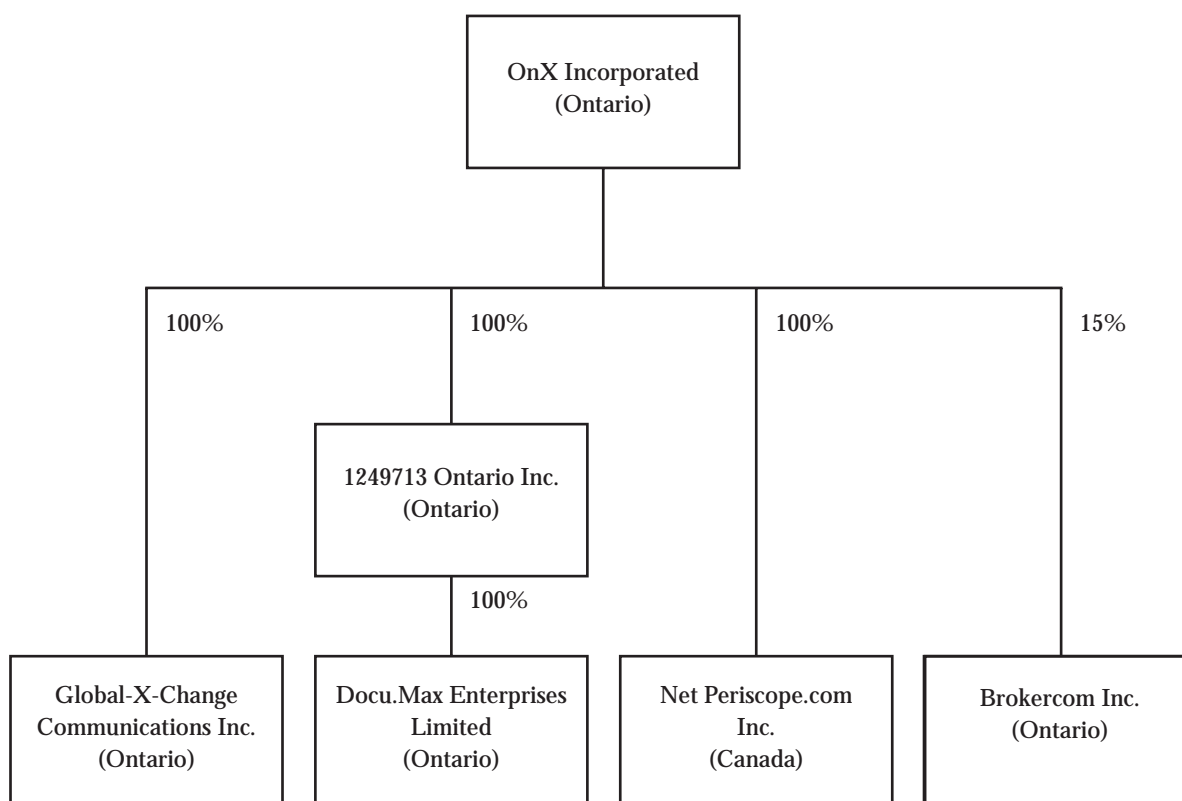 OnX Incorporated
(Ontario)
100%
100%
100%
15%
1249713 Ontario Inc.
(Ontario)
100%
Global-X-Change
Communications Inc.
(Ontario)
Docu.Max Enterprises
Limited
(Ontario)
Net Periscope.com
Inc.
(Canada)
Brokercom Inc.
(Ontario)